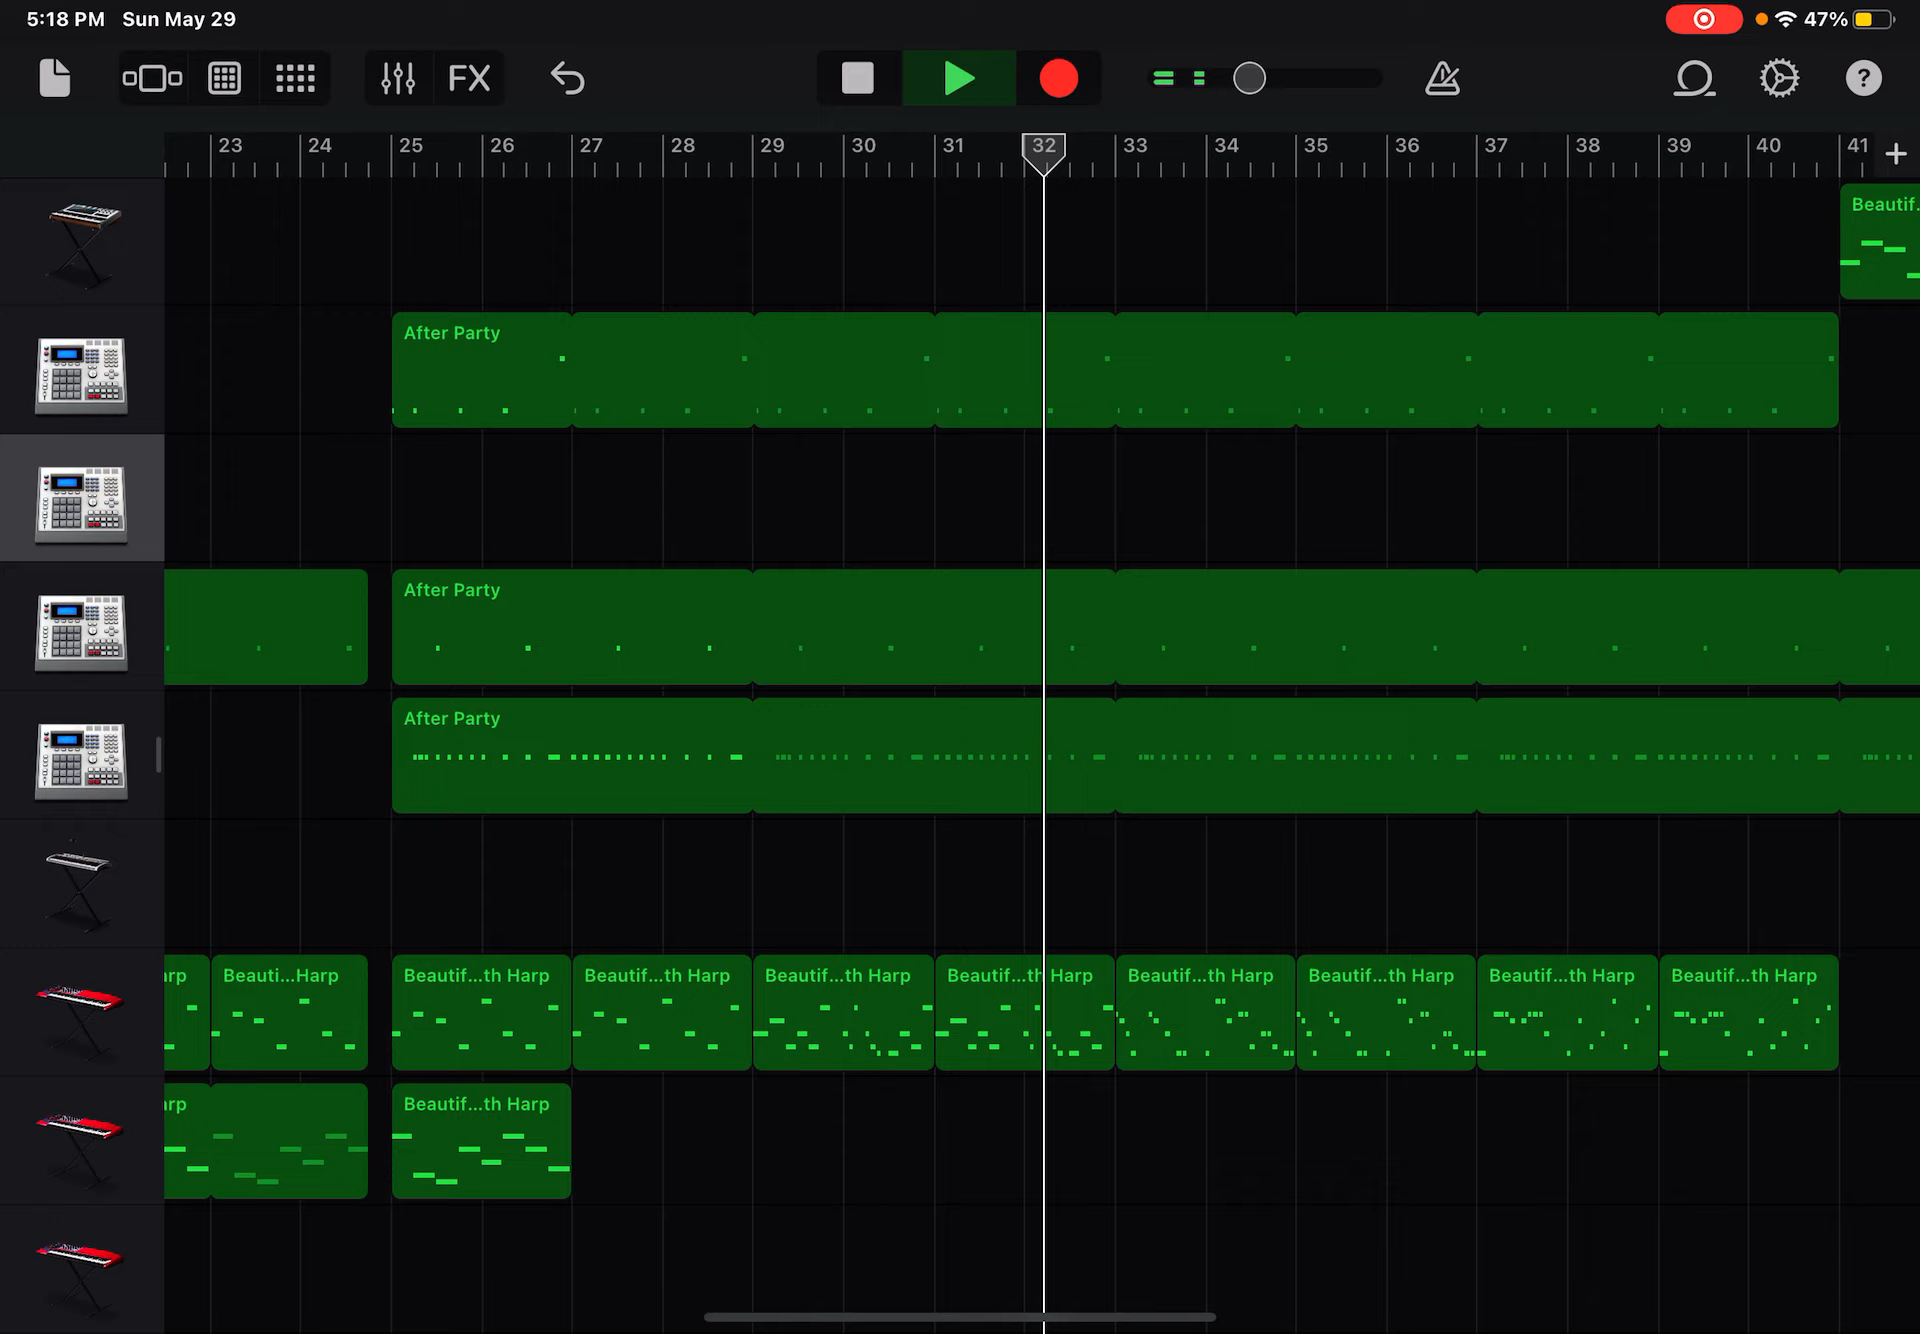 5:18 PM Sun May 29
47%
FX
?
23 24 25 26 27 28 29 30 31 32 33 34 35 36 37 38 39 40 41 +
Beautif.
After Party
After Party
After Party
arp Beauti...Harp Beautif...th Harp Beautif...th Harp Beautif...th Harp Beautif...th Harp Beautif...th Harp Beautif...th Harp Beautif...th Harp Beautif...th Harp
arp Beautif...th Harp